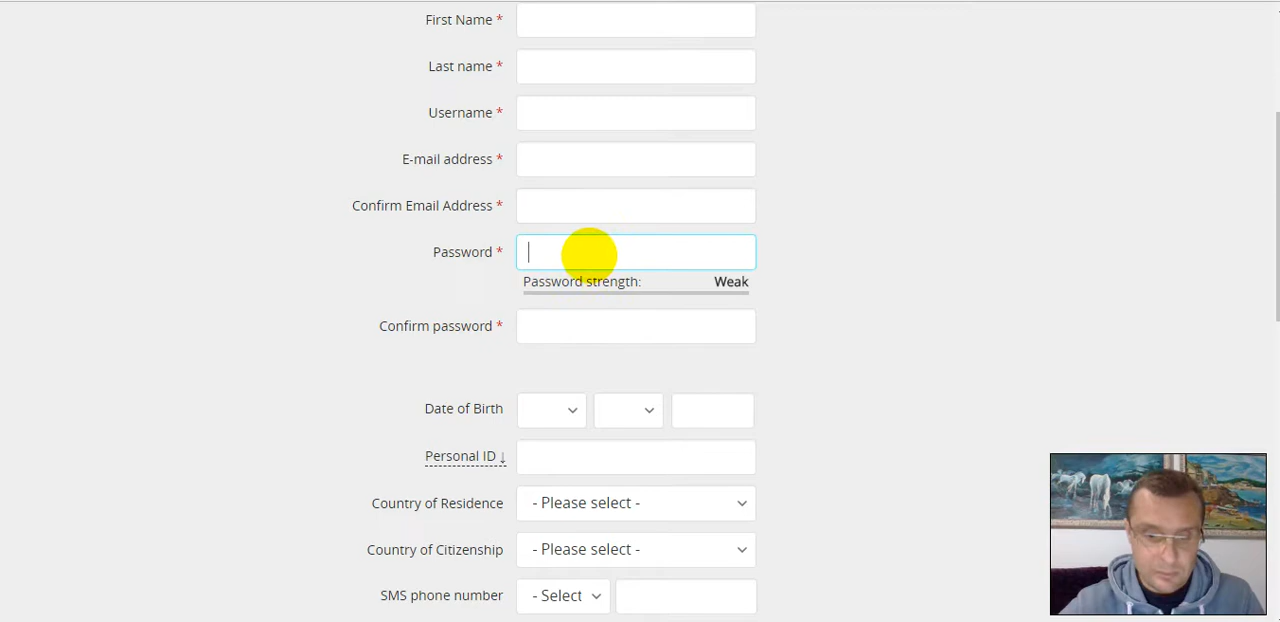 First Name *
Last name *
Username *
E-mail address *
Confirm Email Address *
Password *
Password strength: Weak
Confirm password *
Date of Birth
Personal ID ↓
Country of Residence - Please select -
Country of Citizenship - Please select -
SMS phone number - Select